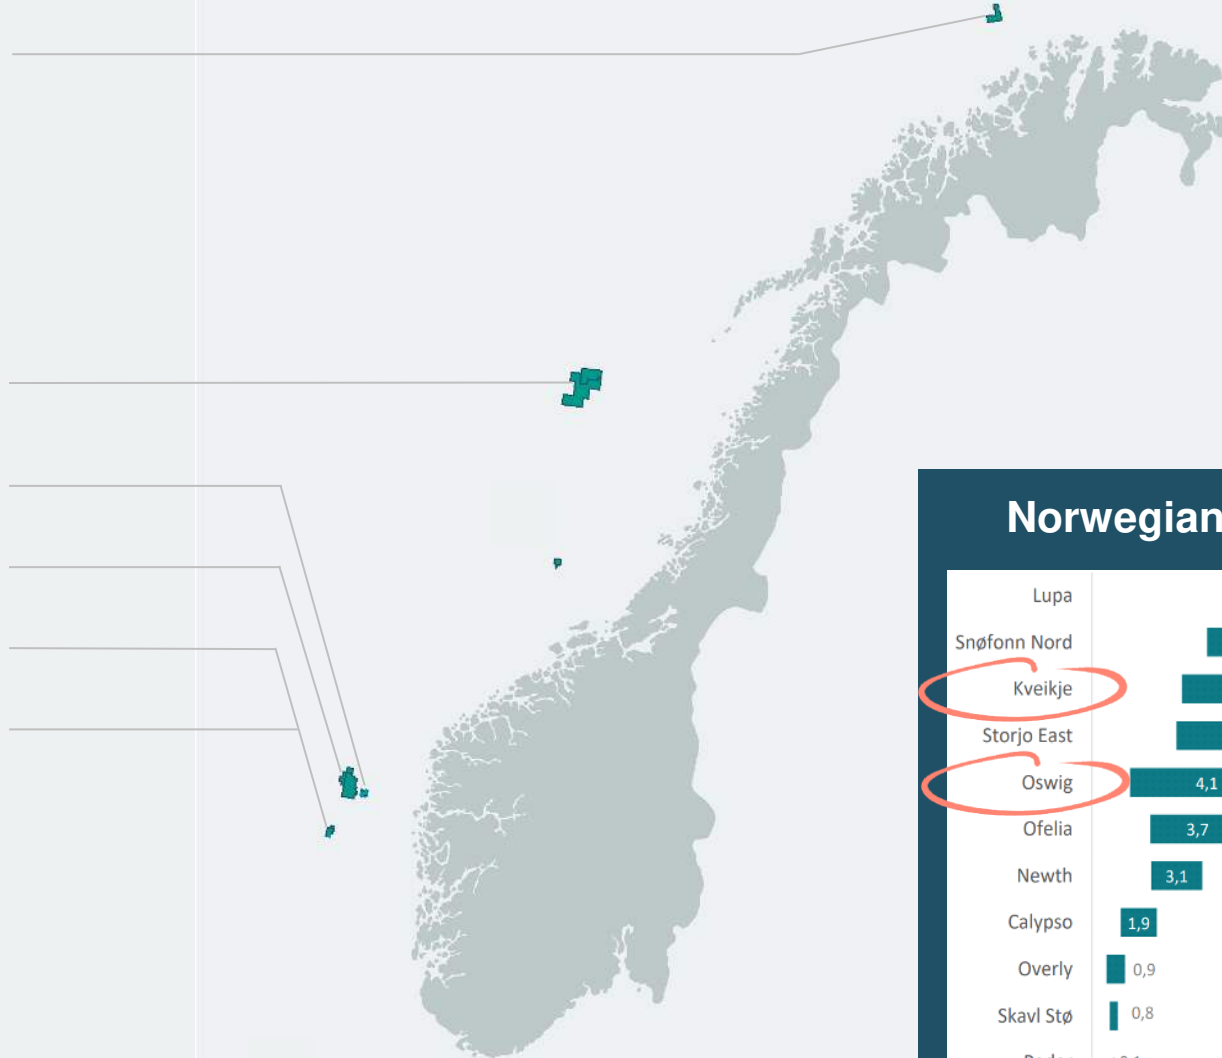 Norwegian
Lupa
Snøfonn Nord
Kveikje
Storjo East
Oswig 4,1
Ofelia 3,7
Newth 3,1
Calypso 1,9
Overly 0,9
Skavl Stø 0,8